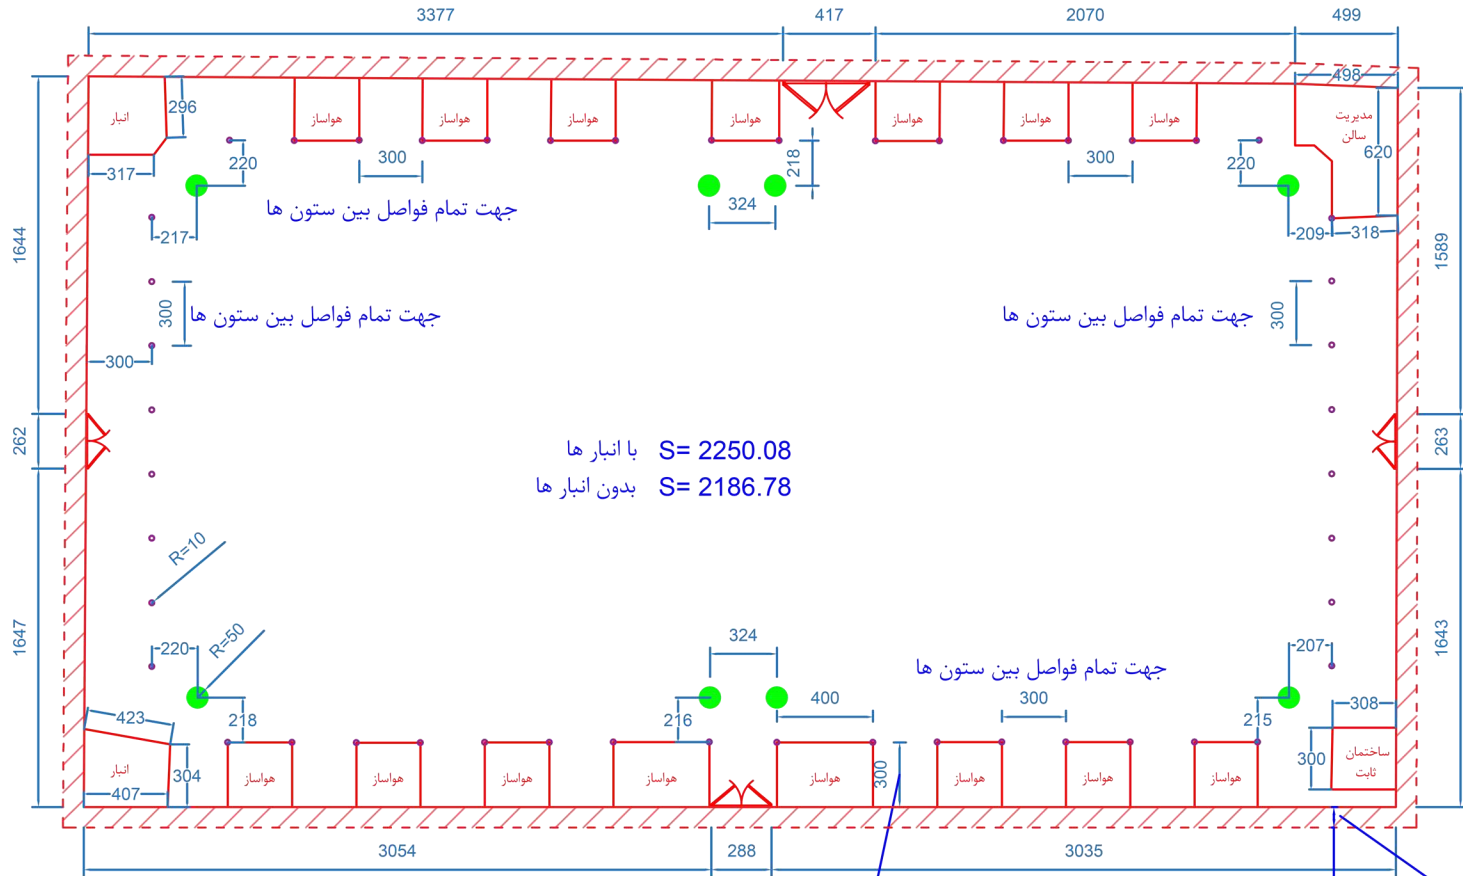 3377
417
2070
499
498
انبار
296
317
هواساز
هواساز
هواساز
هواساز
هواساز
هواساز
هواساز
مدیریت
سالن
620
220
300
218
300
220
324
جهت تمام فواصل بین ستون ها
217
209
318
1644
1589
300
جهت تمام فواصل بین ستون ها
جهت تمام فواصل بین ستون ها
300
300
262
263
با انبار ها S= 2250.08
بدون انبار ها S= 2186.78
R=10
1647
1643
220
R=50
324
207
جهت تمام فواصل بین ستون ها
423
218
216
400
300
215
308
انبار
304
407
هواساز
هواساز
هواساز
هواساز
هواساز
300
هواساز
هواساز
هواساز
300
ساختمان
ثابت
3054
288
3035